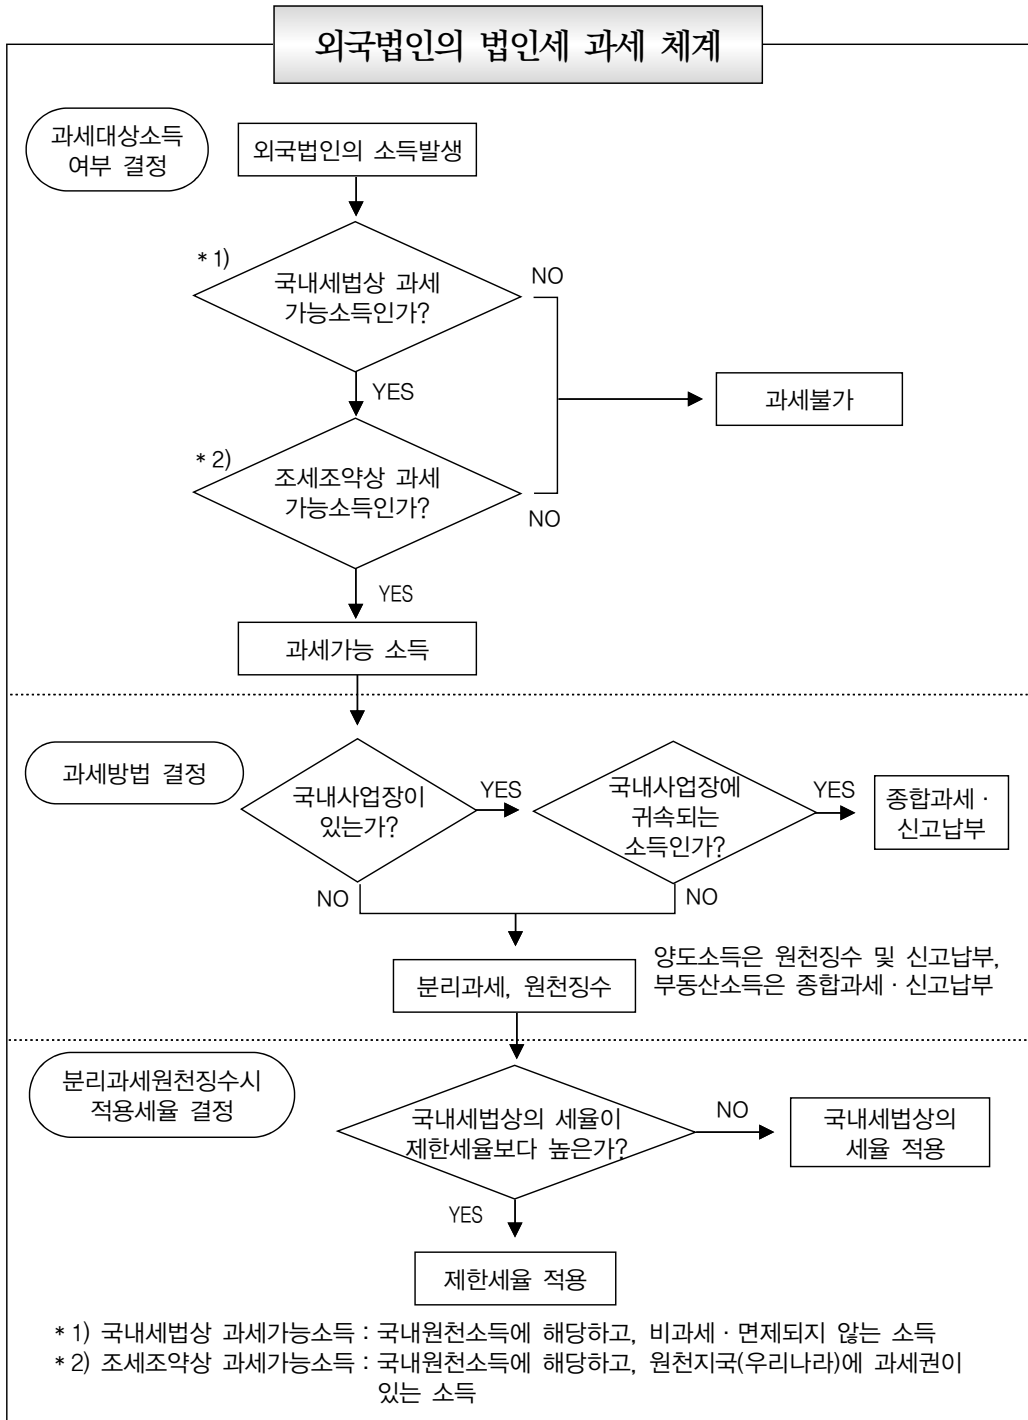 외국법인의 법인세 과세 체계
과세대상소득
여부 결정
외국법인의 소득발생
* 1)
국내세법상 과세
가능소득인가?
NO
YES
과세불가
* 2)
조세조약상 과세
가능소득인가?
NO
YES
과세가능 소득
과세방법 결정
국내사업장이
있는가?
YES
국내사업장에
귀속되는
소득인가?
YES
종합과세 ·
신고납부
NO
NO
분리과세, 원천징수
양도소득은 원천징수 및 신고납부,
부동산소득은 종합과세 · 신고납부
분리과세원천징수시
적용세율 결정
국내세법상의 세율이
제한세율보다 높은가?
NO
국내세법상의
세율 적용
YES
제한세율 적용
* 1) 국내세법상 과세가능소득 : 국내원천소득에 해당하고, 비과세 · 면제되지 않는 소득
* 2) 조세조약상 과세가능소득 : 국내원천소득에 해당하고, 원천지국(우리나라)에 과세권이
있는 소득